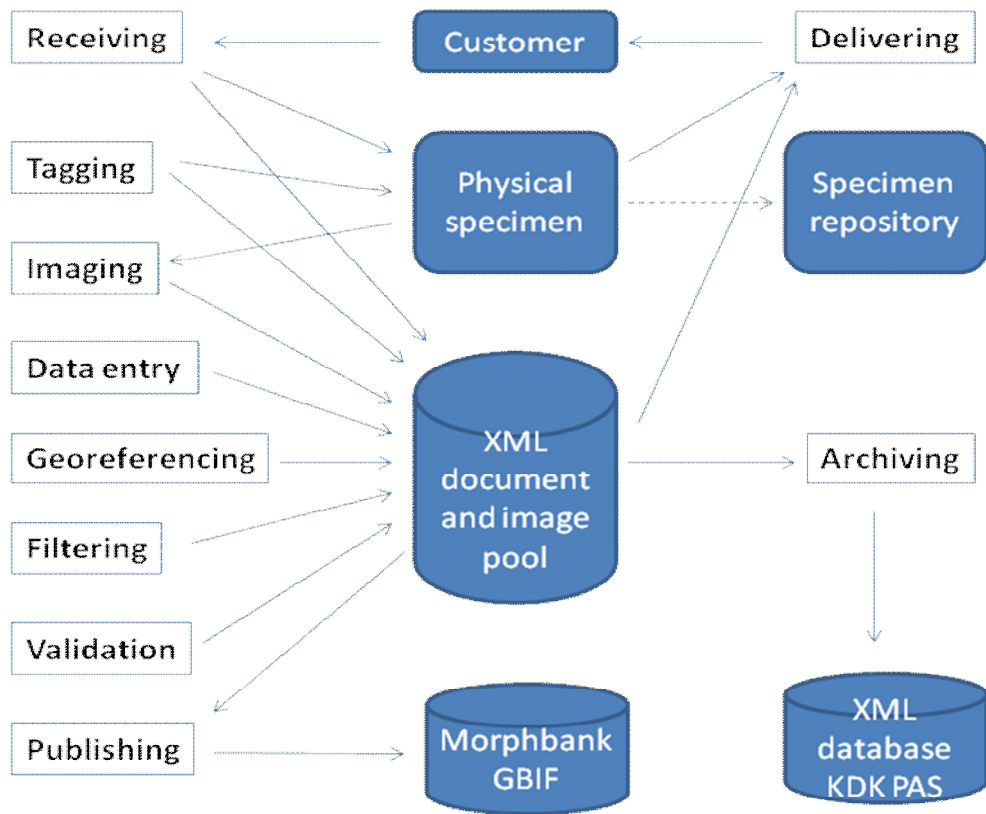 Receiving
Customer
Delivering
Tagging
Physical
specimen
Specimen
repository
Imaging
Data entry
Georeferencing
XML
document
and image
pool
Archiving
Filtering
Validation
Publishing
Morphbank
GBIF
XML
database
KDK PAS